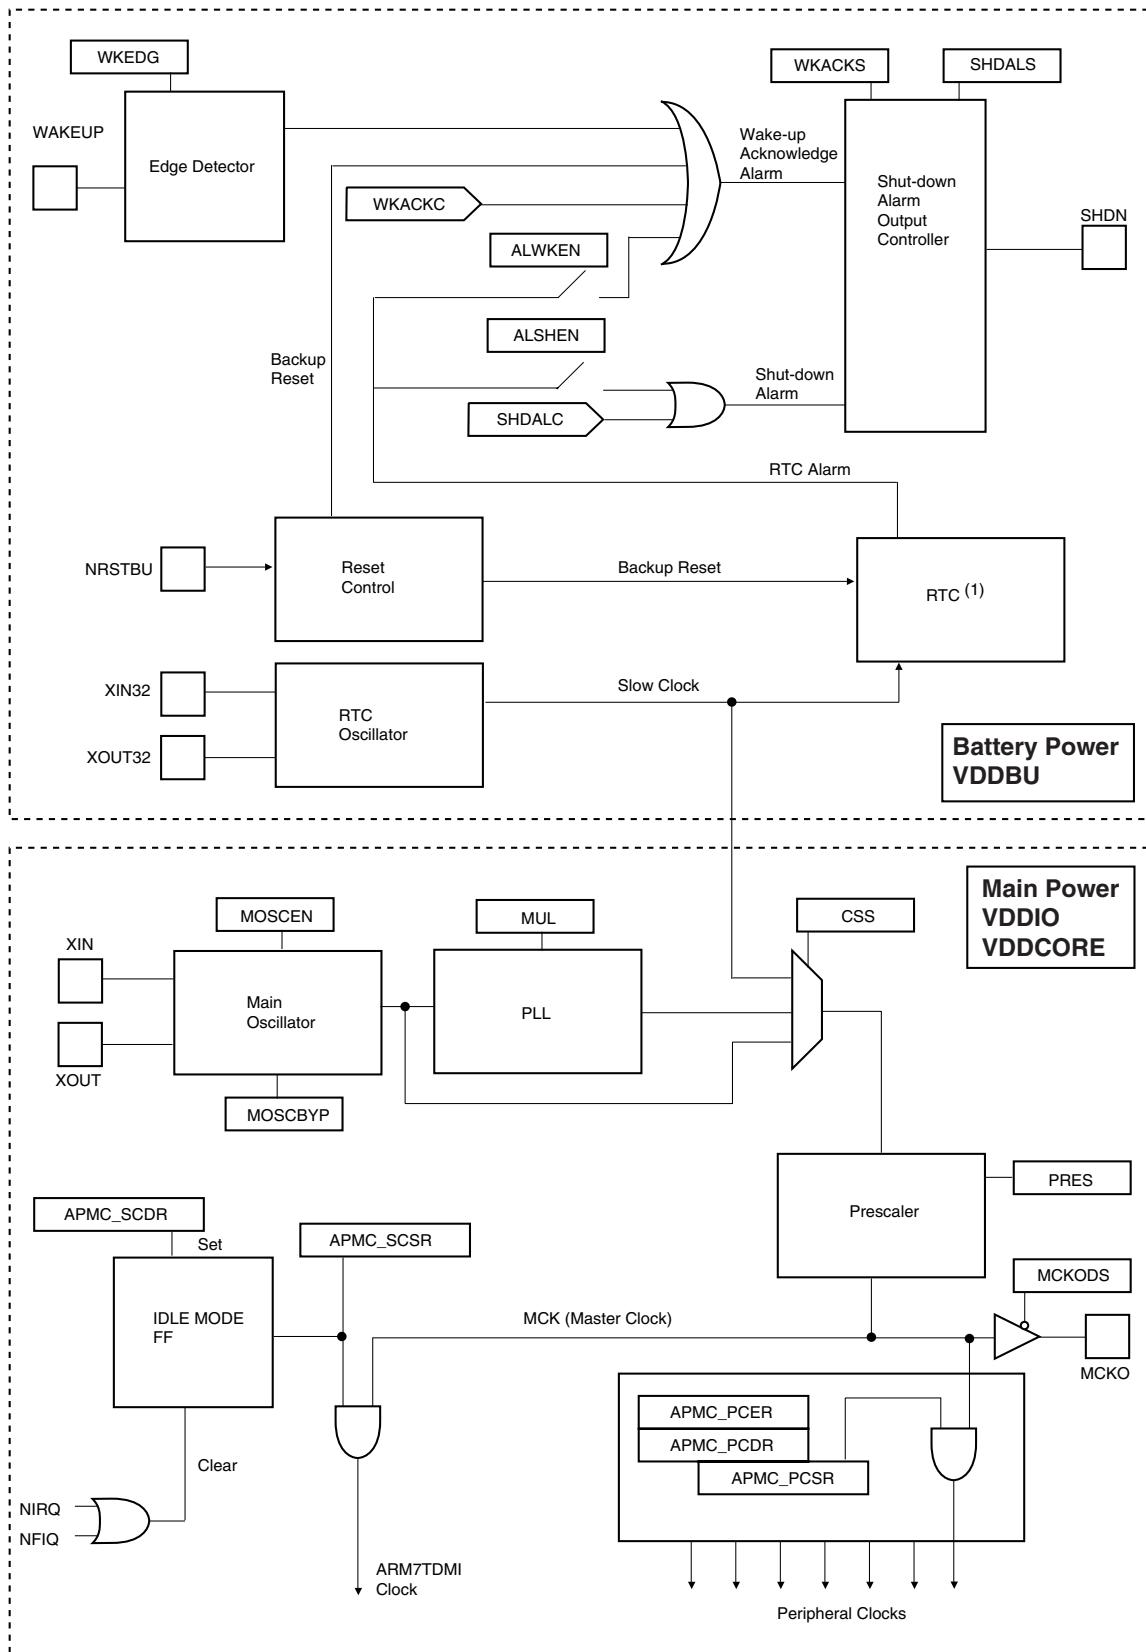 WKEDG
WKACKS
SHDALS
WAKEUP
Edge Detector
Wake-up
Acknowledge
Alarm
Shut-down
Alarm
Output
Controller
WKACKC
SHDN
ALWKEN
ALSHEN
Backup
Reset
Shut-down
Alarm
SHDALC
RTC Alarm
NRSTBU
Reset
Control
Backup Reset
RTC (1)
XIN32
XOUT32
RTC
Oscillator
Slow Clock
Battery Power
VDDBU
Main Power
VDDIO
VDDCORE
MOSCEN
MUL
CSS
XIN
Main
Oscillator
PLL
XOUT
MOSCBYP
PRES
Prescaler
APMC_SCDR
Set
APMC_SCSR
MCKODS
IDLE MODE
FF
MCK (Master Clock)
MCKO
APMC_PCER
APMC_PCDR
APMC_PCSR
Clear
NIRQ
NFIQ
ARM7TDMI
Clock
Peripheral Clocks